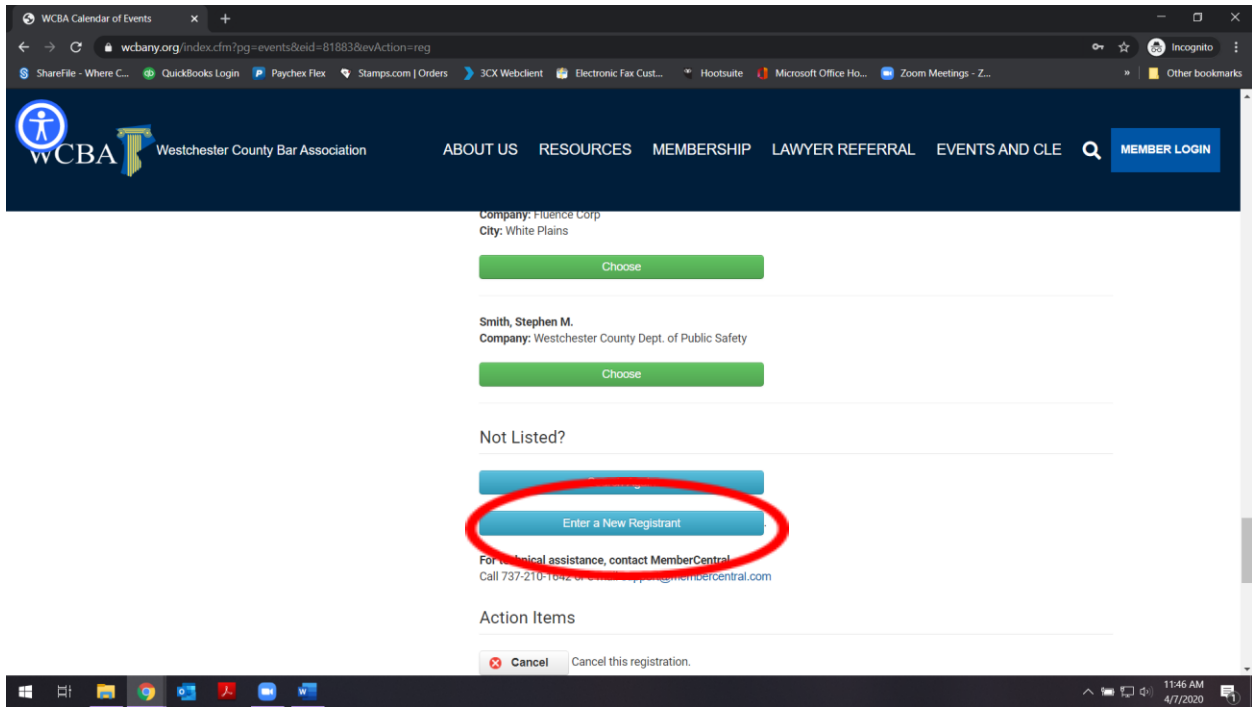 WCBA Calendar of Events
wcbany.org/index.cfm?pg=events&eid=81883&evAction=reg
Incognito
ShareFile - Where C... QuickBooks Login Paychex Flex Stamps.com | Orders 3CX Webclient Electronic Fax Cust... Hootsuite Microsoft Office Ho... Zoom Meetings - Z... » Other bookmarks
WCBA Westchester County Bar Association ABOUT US RESOURCES MEMBERSHIP LAWYER REFERRAL EVENTS AND CLE MEMBER LOGIN
Company: Fluence Corp
City: White Plains
Choose
Smith, Stephen M.
Company: Westchester County Dept. of Public Safety
Choose
Not Listed?
Enter a New Registrant
For technical assistance, contact MemberCentral
Call 737-210-1642 or e-mail support@membercentral.com
Action Items
Cancel Cancel this registration.
11:46 AM
4/7/2020